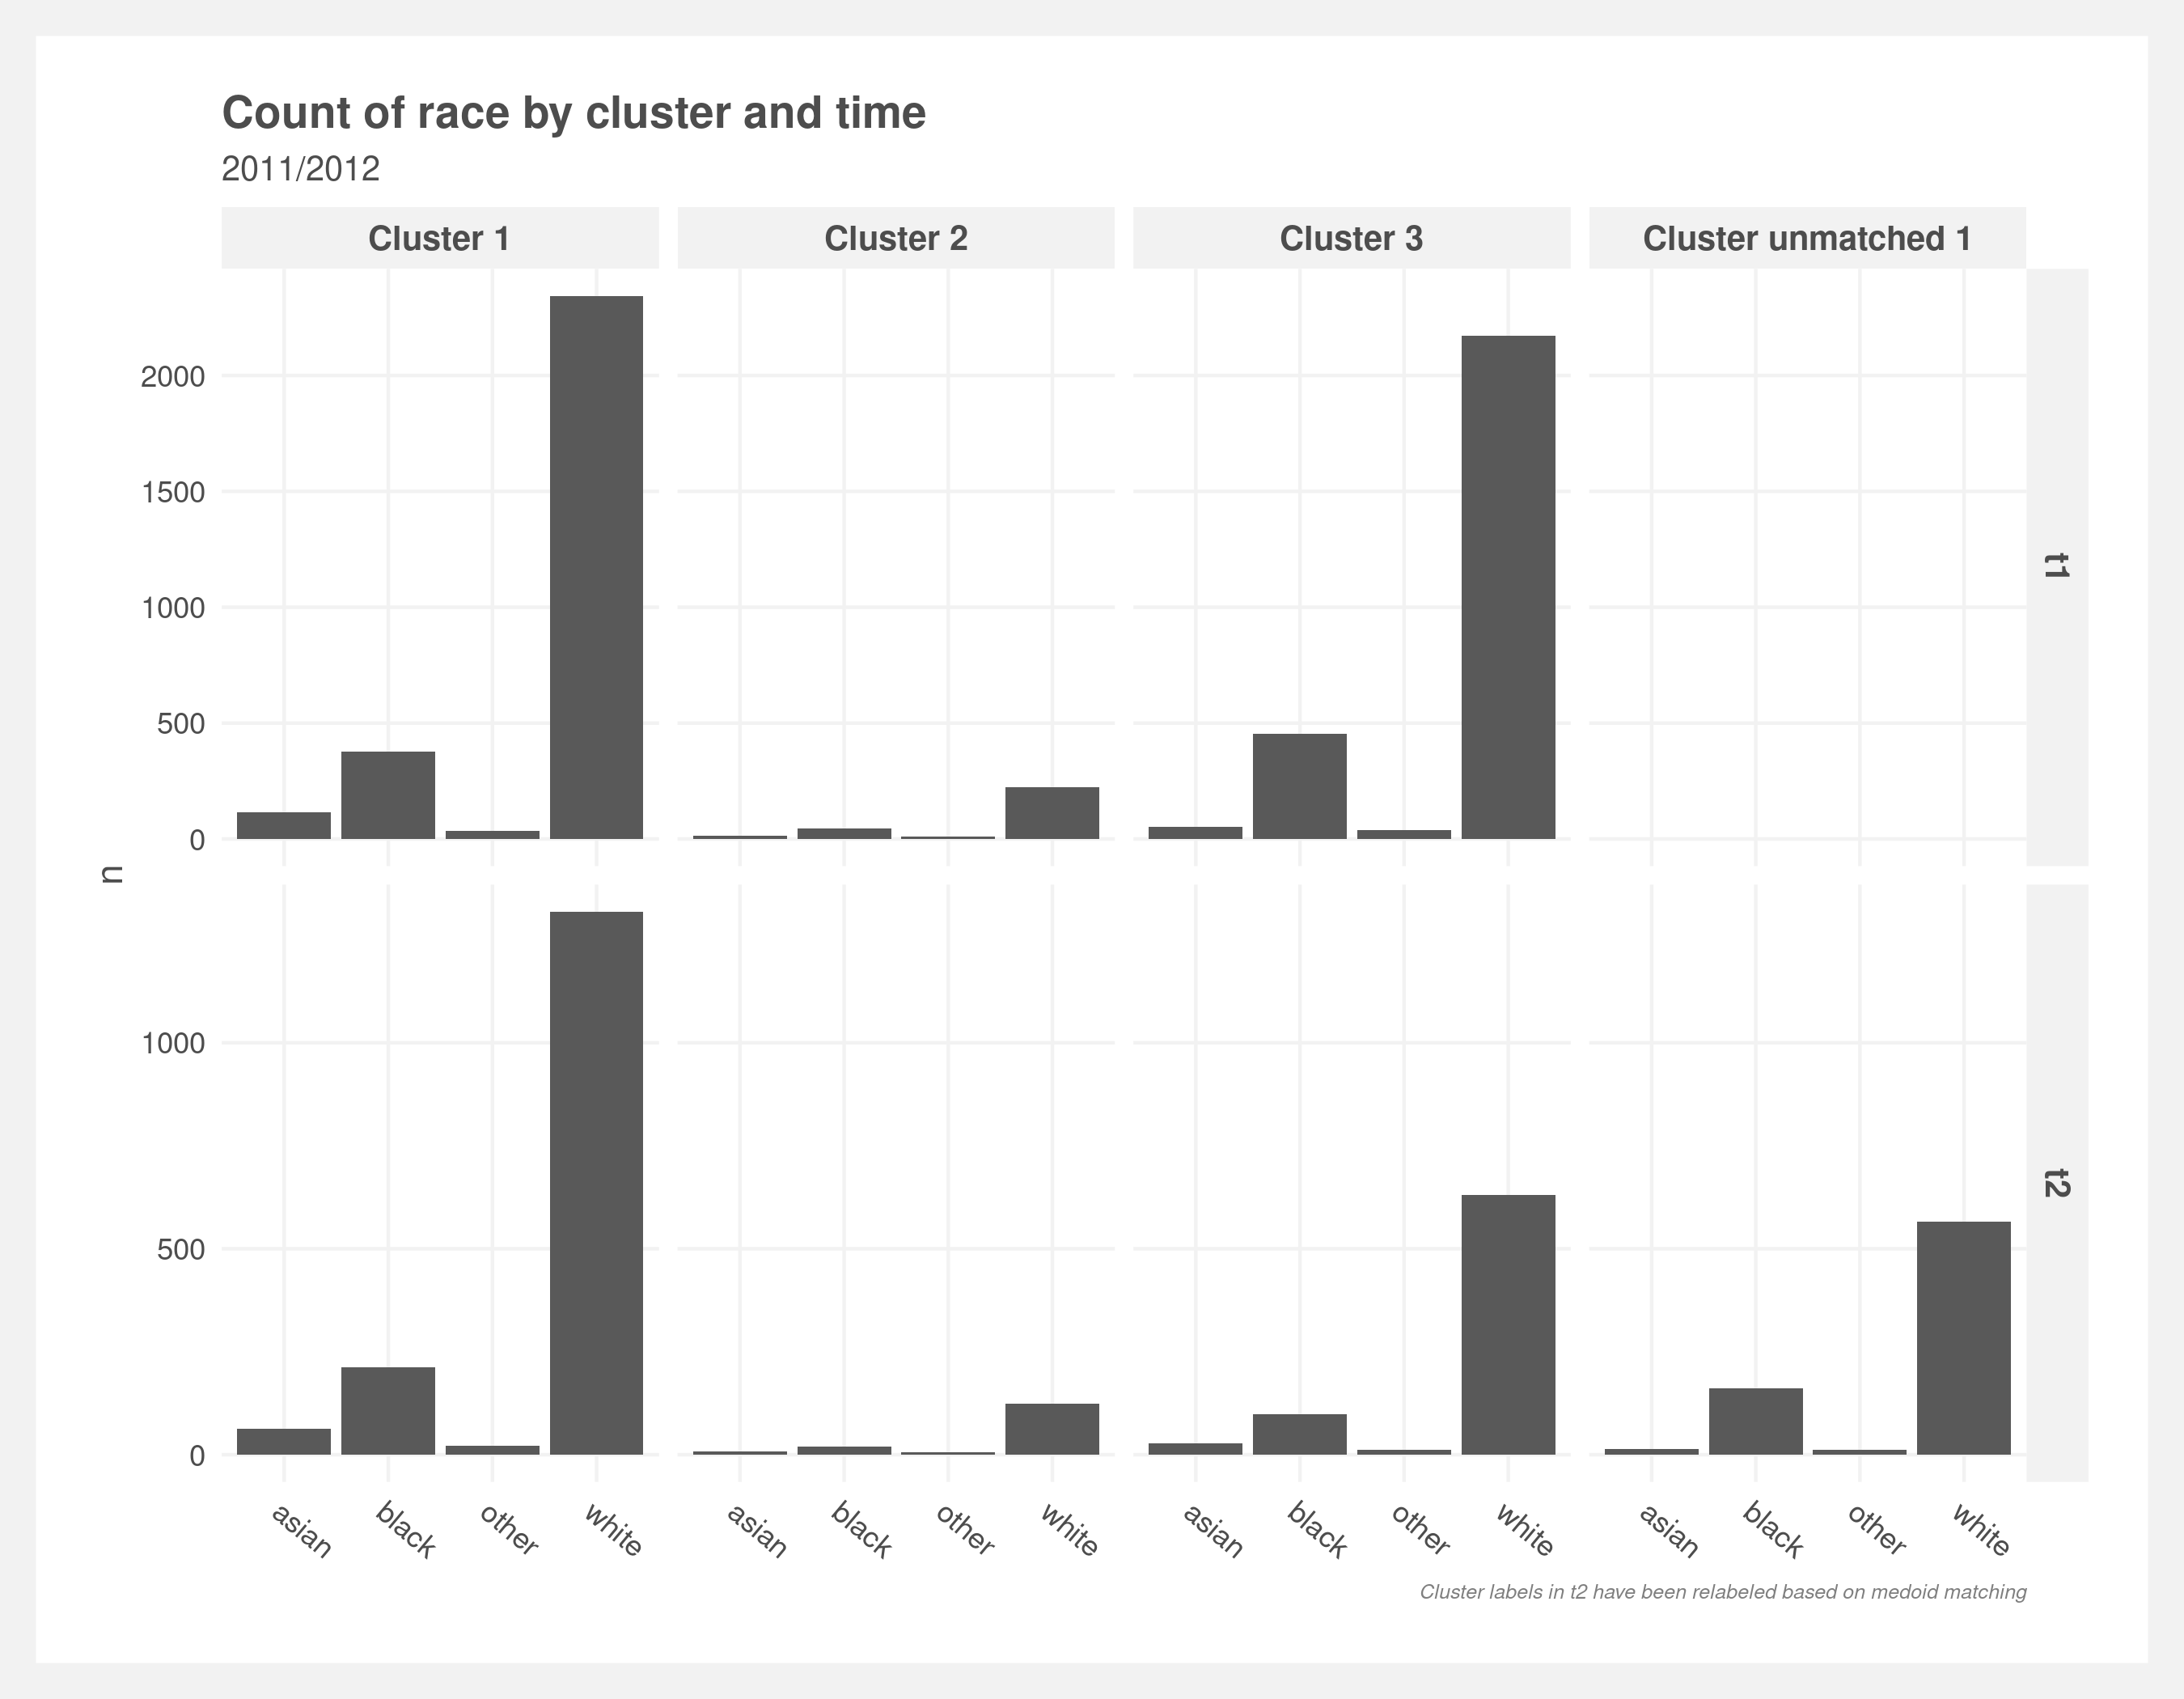 Count of race by cluster and time
2011/2012
Cluster 1
Cluster 2
Cluster 3
Cluster unmatched 1
2000
1500
1000
500
0
t1
n
1000
500
0
t2
asian
black
other
white
asian
black
other
white
asian
black
other
white
asian
black
other
white
Cluster labels in t2 have been relabeled based on medoid matching